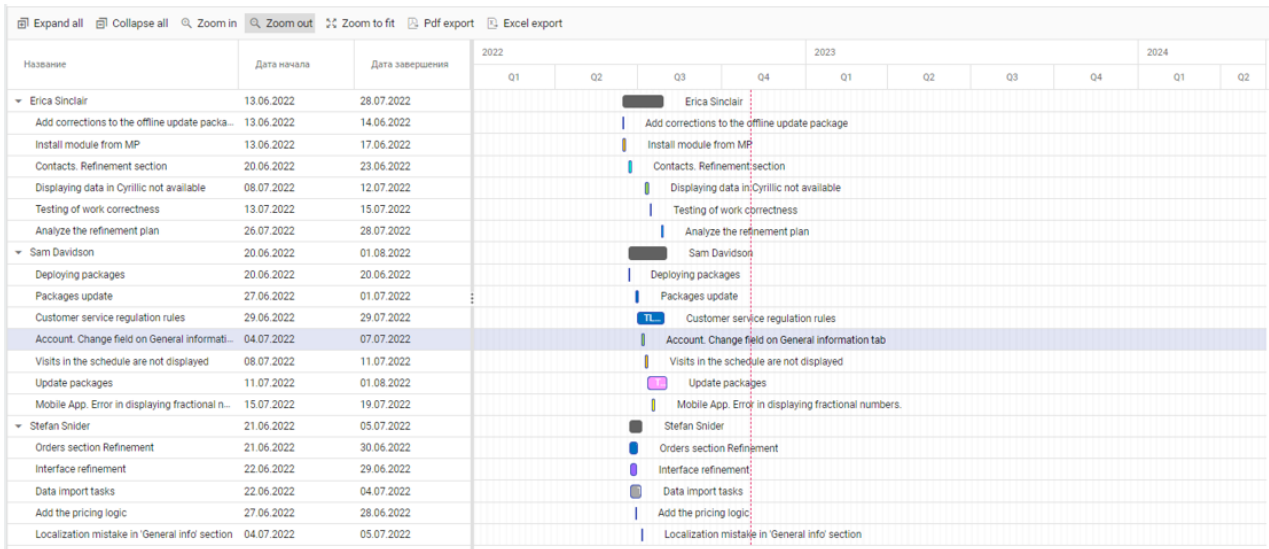 Expand all Collapse all Zoom in Zoom out Zoom to fit Pdf export Excel export
2022 2023 2024
Название Дата начала Дата завершения
Q1 Q2 Q3 Q4 Q1 Q2 Q3 Q4 Q1 Q2
Erica Sinclair 13.06.2022 28.07.2022 Erica Sinclair
Add corrections to the offline update packa... 13.06.2022 14.06.2022 Add corrections to the offline update package
Install module from MP 13.06.2022 17.06.2022 Install module from MP
Contacts. Refinement section 20.06.2022 23.06.2022 Contacts. Refinement section
Displaying data in Cyrillic not available 08.07.2022 12.07.2022 Displaying data in Cyrillic not available
Testing of work correctness 13.07.2022 15.07.2022 Testing of work correctness
Analyze the refinement plan 26.07.2022 28.07.2022 Analyze the refinement plan
Sam Davidson 20.06.2022 01.08.2022 Sam Davidson
Deploying packages 20.06.2022 20.06.2022 Deploying packages
Packages update 27.06.2022 01.07.2022 Packages update
Customer service regulation rules 29.06.2022 29.07.2022 TL... Customer service regulation rules
Account. Change field on General informati... 04.07.2022 07.07.2022 Account. Change field on General information tab
Visits in the schedule are not displayed 08.07.2022 11.07.2022 Visits in the schedule are not displayed
Update packages 11.07.2022 01.08.2022 T... Update packages
Mobile App. Error in displaying fractional n... 15.07.2022 19.07.2022 Mobile App. Error in displaying fractional numbers.
Stefan Snider 21.06.2022 05.07.2022 Stefan Snider
Orders section Refinement 21.06.2022 30.06.2022 Orders section Refinement
Interface refinement 22.06.2022 29.06.2022 Interface refinement
Data import tasks 22.06.2022 04.07.2022 Data import tasks
Add the pricing logic 27.06.2022 28.06.2022 Add the pricing logic
Localization mistake in 'General info' section 04.07.2022 05.07.2022 Localization mistake in 'General info' section